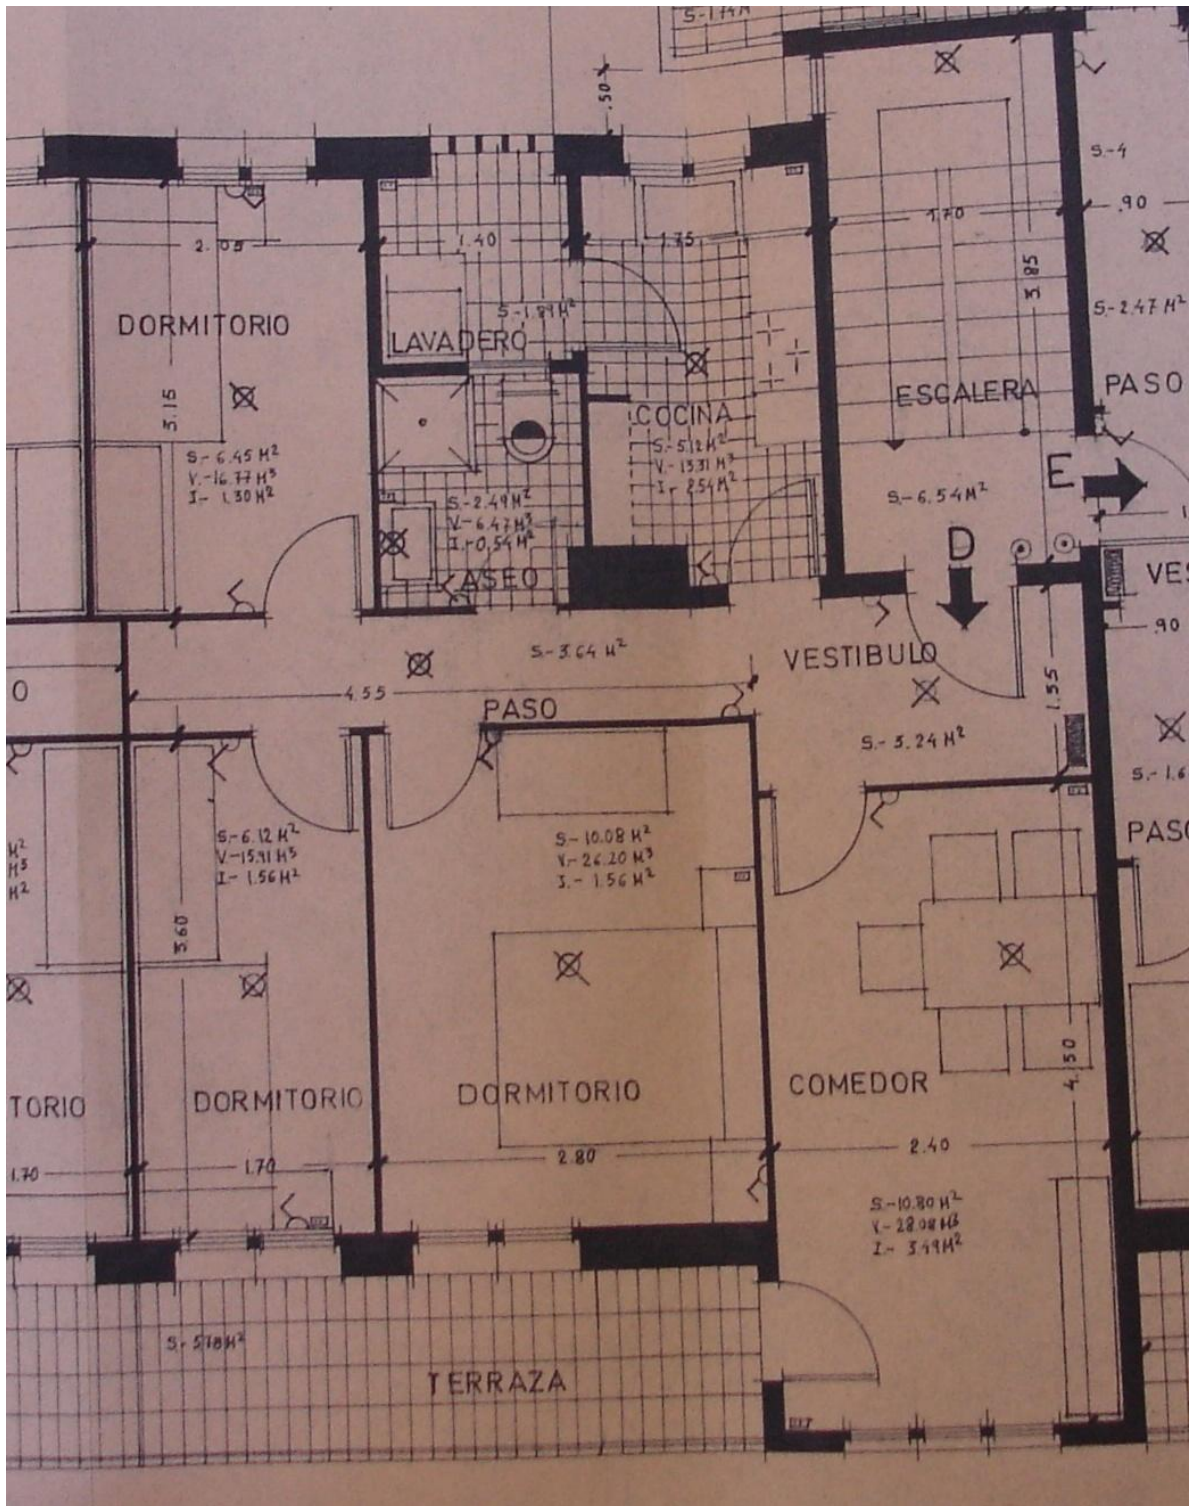 .50
S.-4
.90
2.05
1.40
1.75
1.70
3.85
S.-2.47 M²
DORMITORIO
S.-1.89M²
LAVADERO
3.15
ESCALERA
PASO
COCINA
S.-5.12 M²
V.-13.31 M³
I.- 2.54 M²
S.- 6.45 M²
V.-16.77 M³
I.- 1.30 M²
S.-2.49 M²
V.-6.47 M³
I.-0.54 M²
ASEO
S.-6.54 M²
E
D
VES
.90
S.-3.64 M²
VESTIBULO
O
4.55
PASO
1.55
S.- 3.24 M²
S.- 1.6
PASO
S.-6.12 M²
V.-15.91 M³
I.- 1.56 M²
S.-10.08 M²
V.-26.20 M³
I.-1.56 M²
M²
M³
M²
3.60
4.50
TORIO
DORMITORIO
DORMITORIO
COMEDOR
1.70
1.70
2.80
2.40
S.-10.80 M²
V.-28.08 M³
I.- 3.49 M²
S.-5.78 M²
TERRAZA